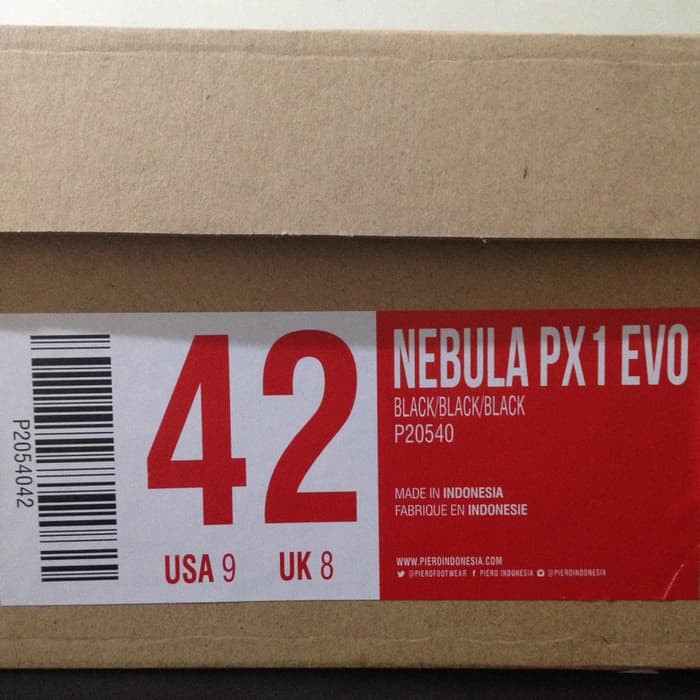 P2054042
42
USA 9 UK 8
NEBULA PX1 EVO
BLACK/BLACK/BLACK
P20540
MADE IN INDONESIA
FABRIQUE EN INDONESIE
WWW.PIEROINDONESIA.COM
@PIEROFOOTWEAR f PIERO INDONESIA @PIEROINDONESIA